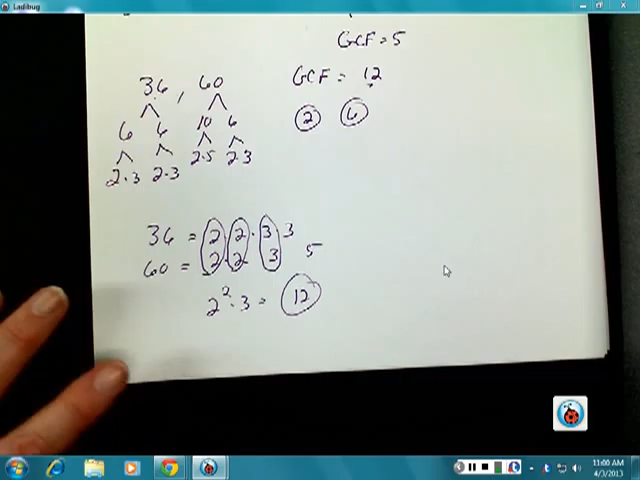 Ladibug
GCF = 5
36 , 60
GCF = 12
6 6 10 6
2 6
2·3 2·3 2·5 2·3
36 = 2·2·3·3
60 = 2·2 3 5
2²·3 = 12
11:00 AM
4/3/2013